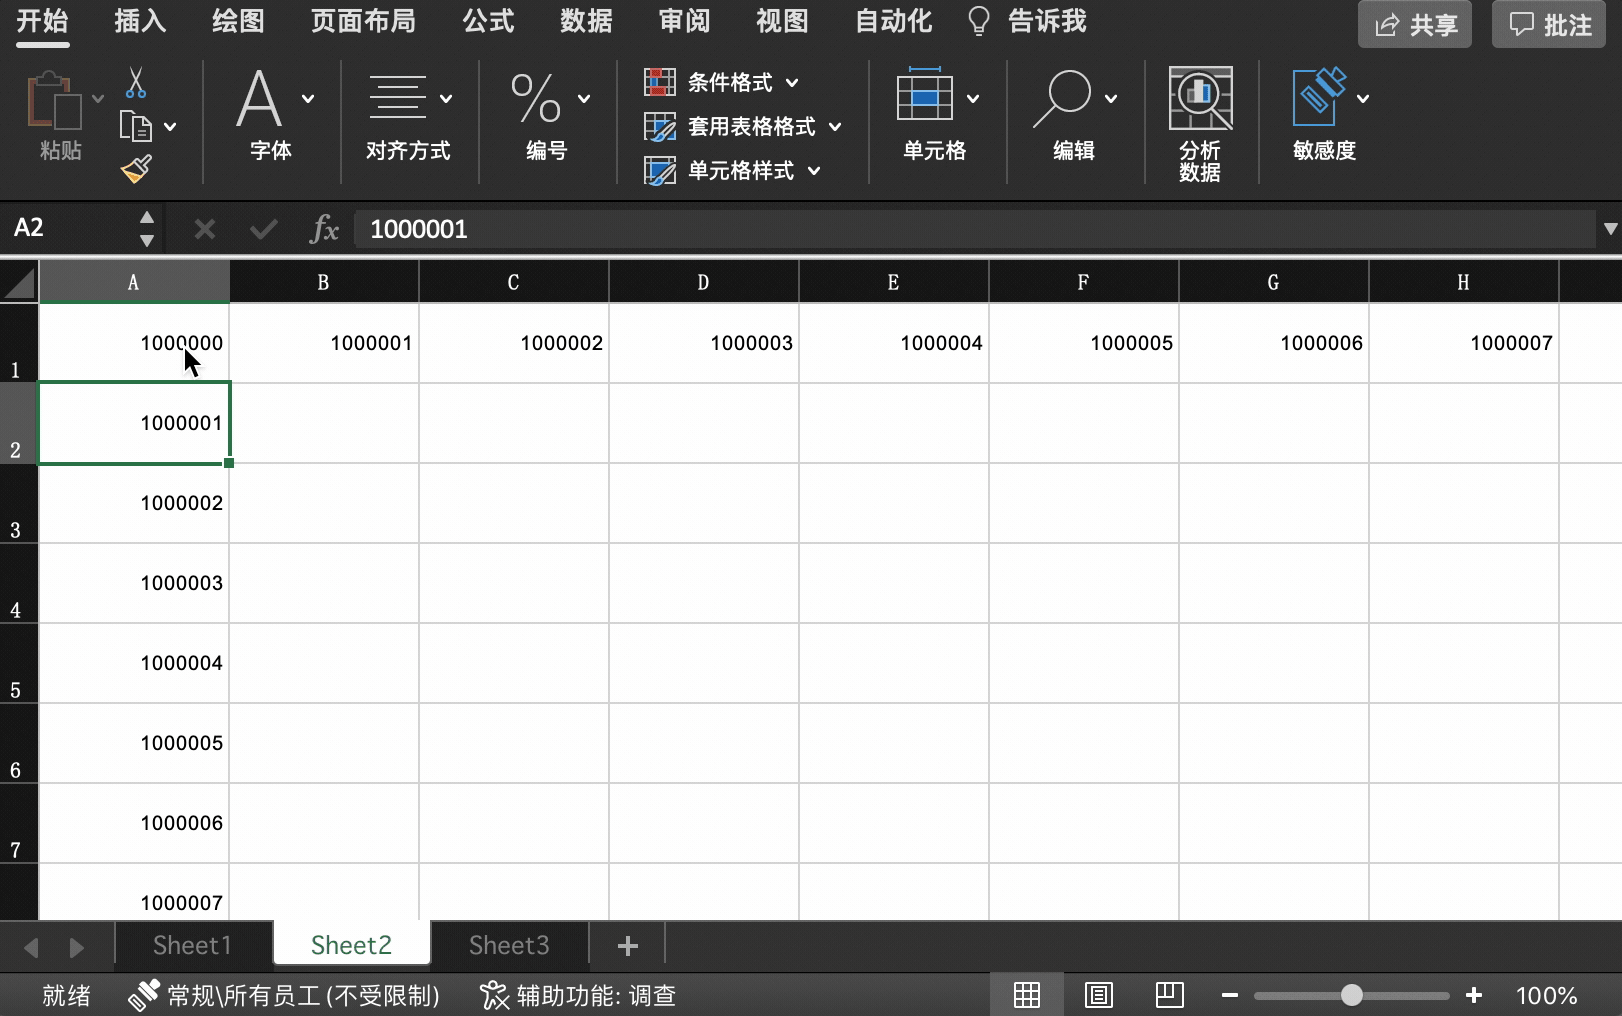 开始 插入 绘图 页面布局 公式 数据 审阅 视图 自动化 告诉我 共享 批注
条件格式
套用表格格式
单元格样式
粘贴 字体 对齐方式 编号 单元格 编辑 分析 敏感度
数据
A2 fx 1000001
A B C D E F G H
1 1000000 1000001 1000002 1000003 1000004 1000005 1000006 1000007
2 1000001
3 1000002
4 1000003
5 1000004
6 1000005
7 1000006
1000007
Sheet1 Sheet2 Sheet3 +
就绪 常规\所有员工 (不受限制) 辅助功能: 调查 100%